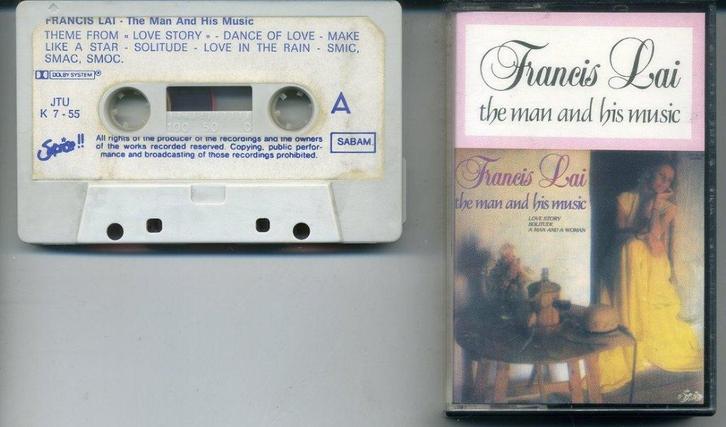 FRANCIS LAI · The Man And His Music
THEME FROM « LOVE STORY » - DANCE OF LOVE - MAKE
LIKE A STAR - SOLITUDE - LOVE IN THE RAIN - SMIC,
SMAC, SMOC.
DOLBY SYSTEM
JTU
K 7 - 55
A
All rights of the producer of the recordings and the owners
of the works recorded reserved. Copying, public perfor-
mance and broadcasting of those recordings prohibited.
SABAM
Francis Lai
the man and his music
Francis Lai
the man and his music
LOVE STORY
SOLITUDE
A MAN AND A WOMAN